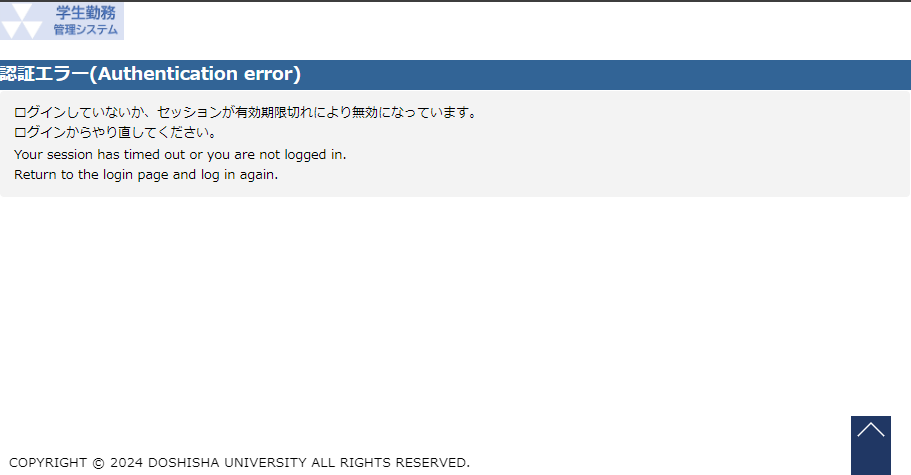 学生勤務
管理システム
認証エラー(Authentication error)
ログインしていないか、セッションが有効期限切れにより無効になっています。
ログインからやり直してください。
Your session has timed out or you are not logged in.
Return to the login page and log in again.
COPYRIGHT © 2024 DOSHISHA UNIVERSITY ALL RIGHTS RESERVED.